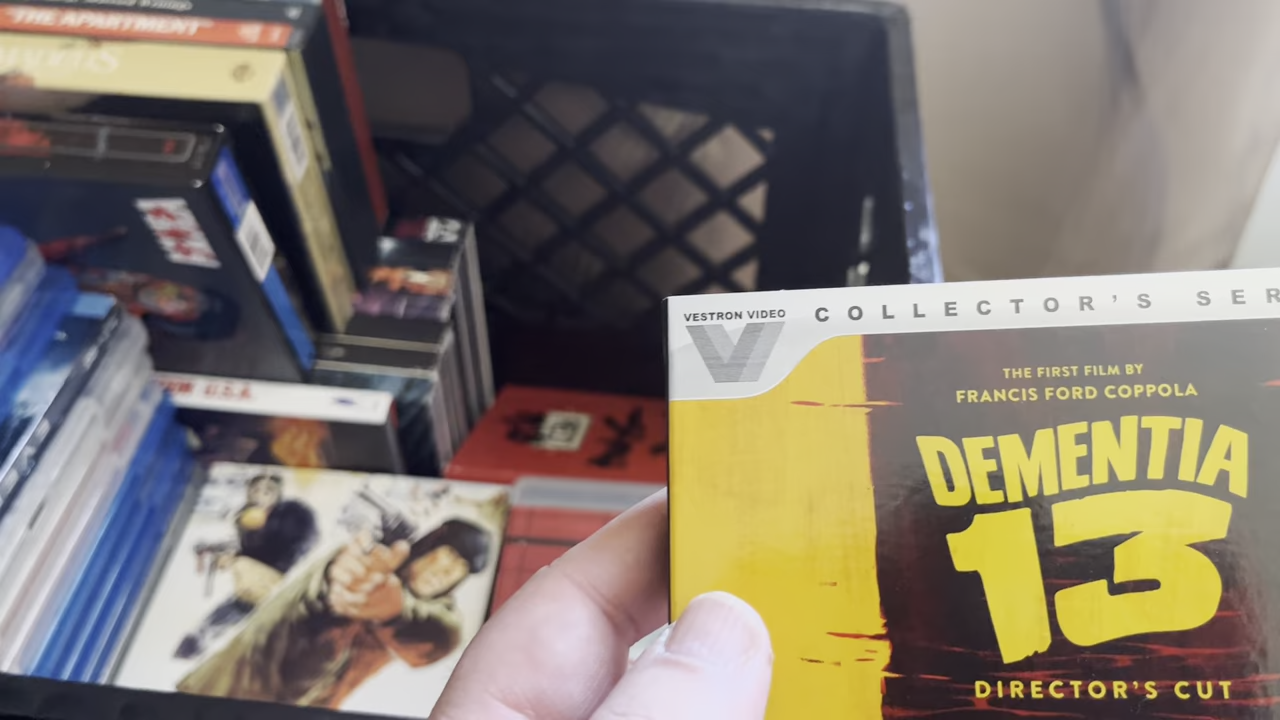 THE APARTMENT
VESTRON VIDEO
COLLECTOR'S SER
THE FIRST FILM BY
FRANCIS FORD COPPOLA
DEMENTIA
13
DIRECTOR'S CUT
U.S.A.